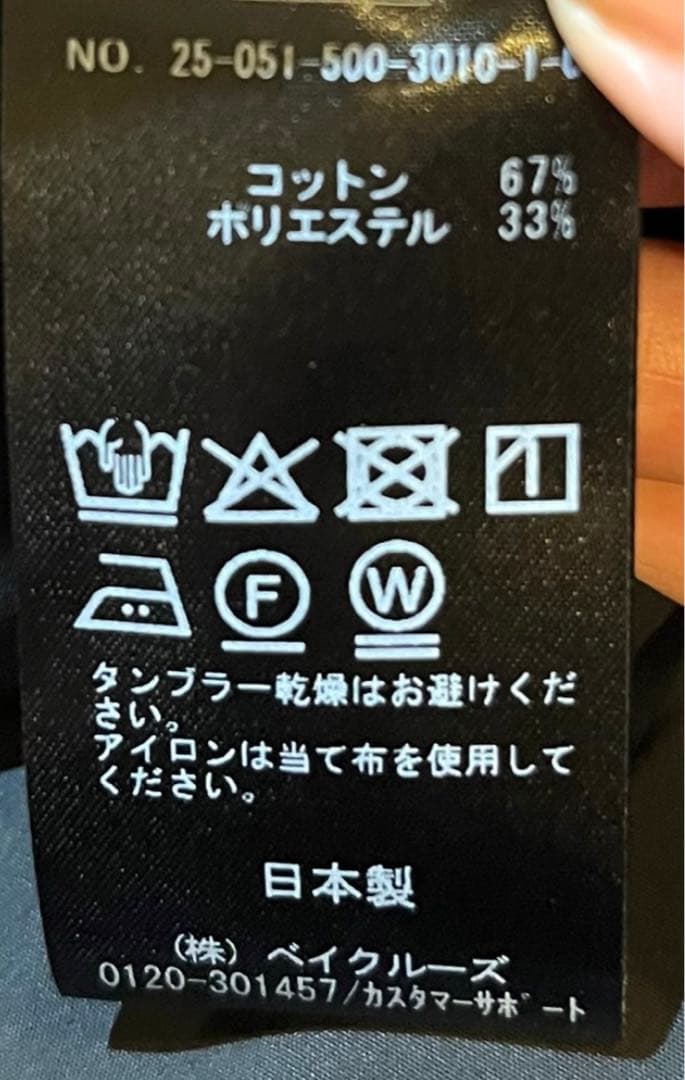 NO. 25-051-500-3010-1-
コットン 67%
ポリエステル 33%
F W
タンブラー乾燥はお避けくだ
さい。
アイロンは当て布を使用して
ください。
日本製
（株）ベイクルーズ
0120-301457/カスタマーサポート